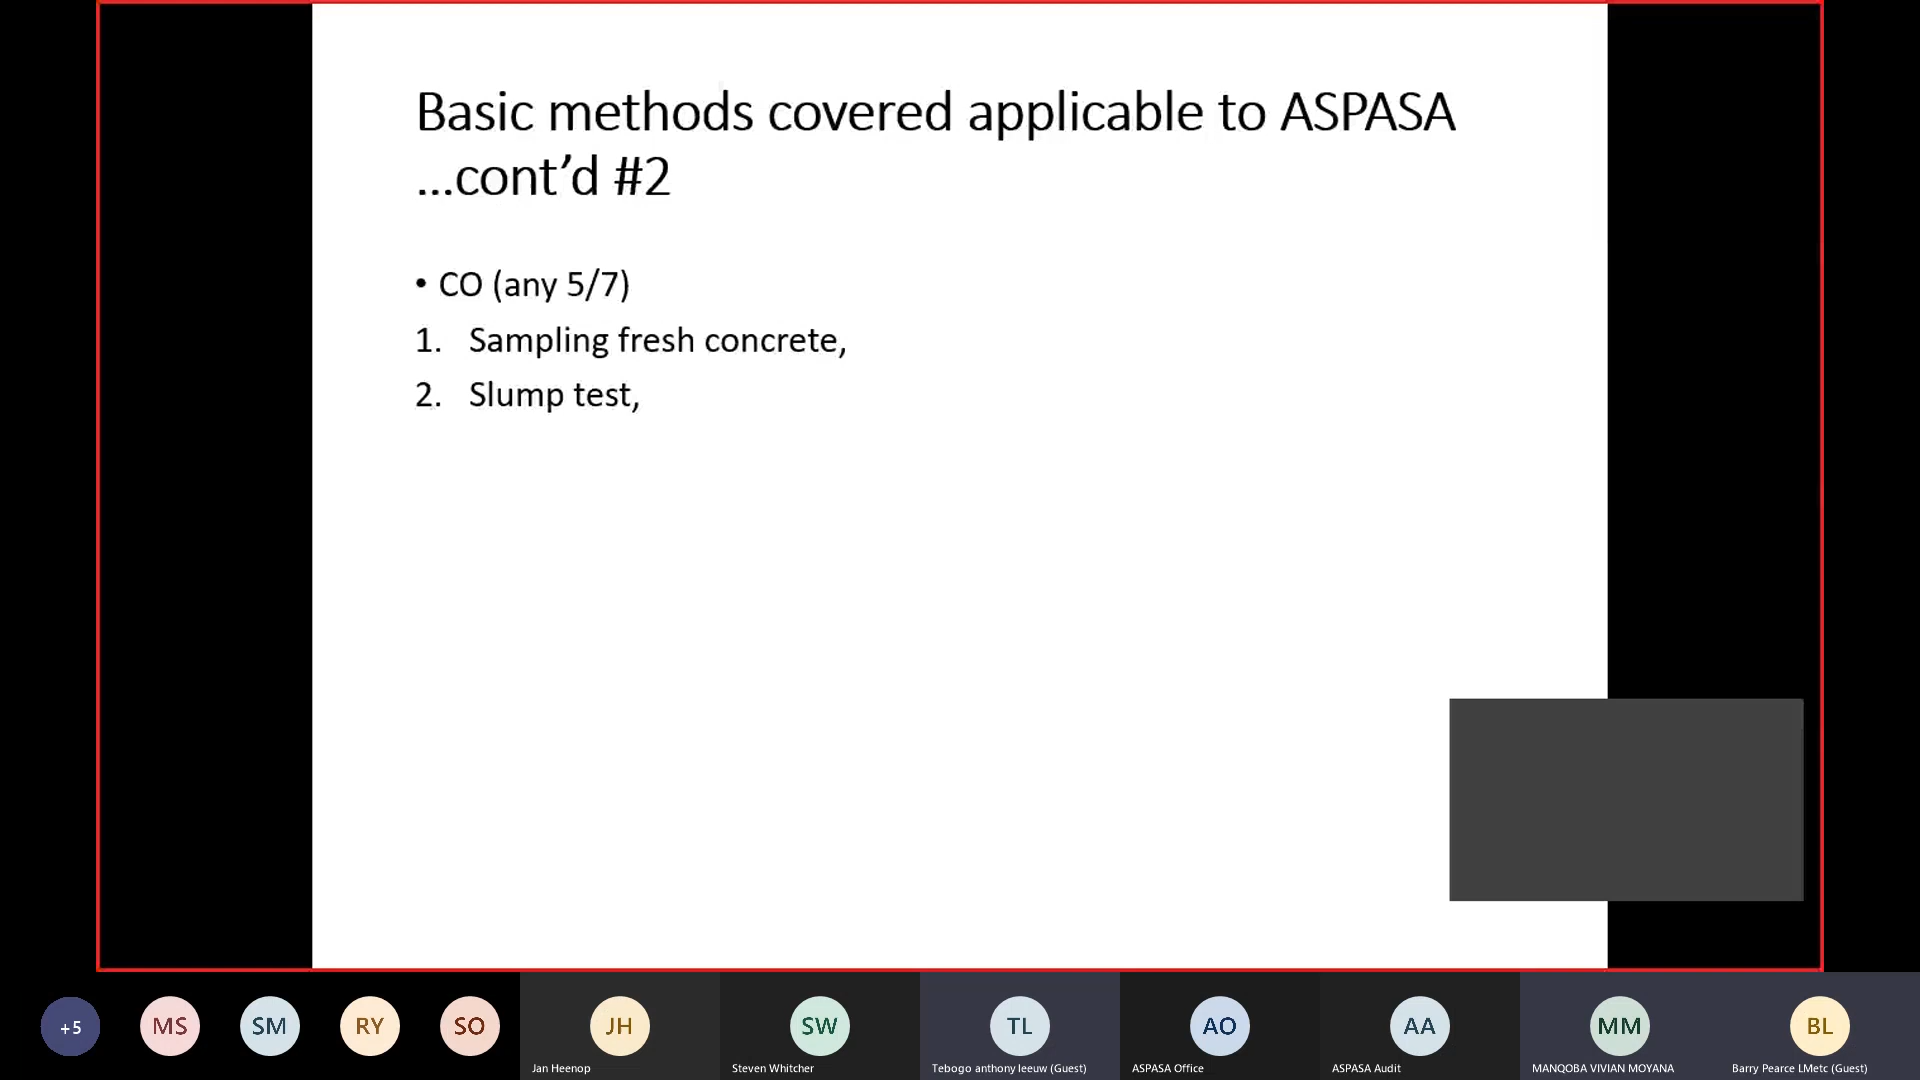 Basic methods covered applicable to ASPASA
...cont’d #2
• CO (any 5/7)
1. Sampling fresh concrete,
2. Slump test,
+5
MS
SM
RY
SO
JH
SW
TL
AO
AA
MM
BL
Jan Heenop
Steven Whitcher
Tebogo anthony leeuw (Guest)
ASPASA Office
ASPASA Audit
MANQOBA VIVIAN MOYANA
Barry Pearce LMetc (Guest)